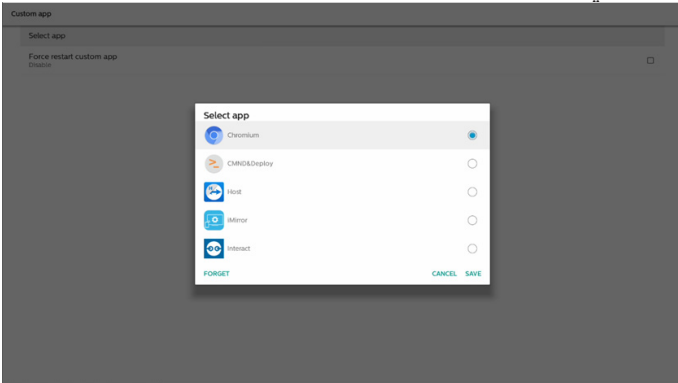 Custom app
Select app
Force restart custom app
Disable
Select app
Chromium
CMND&Deploy
Host
iMirror
Interact
FORGET
CANCEL SAVE